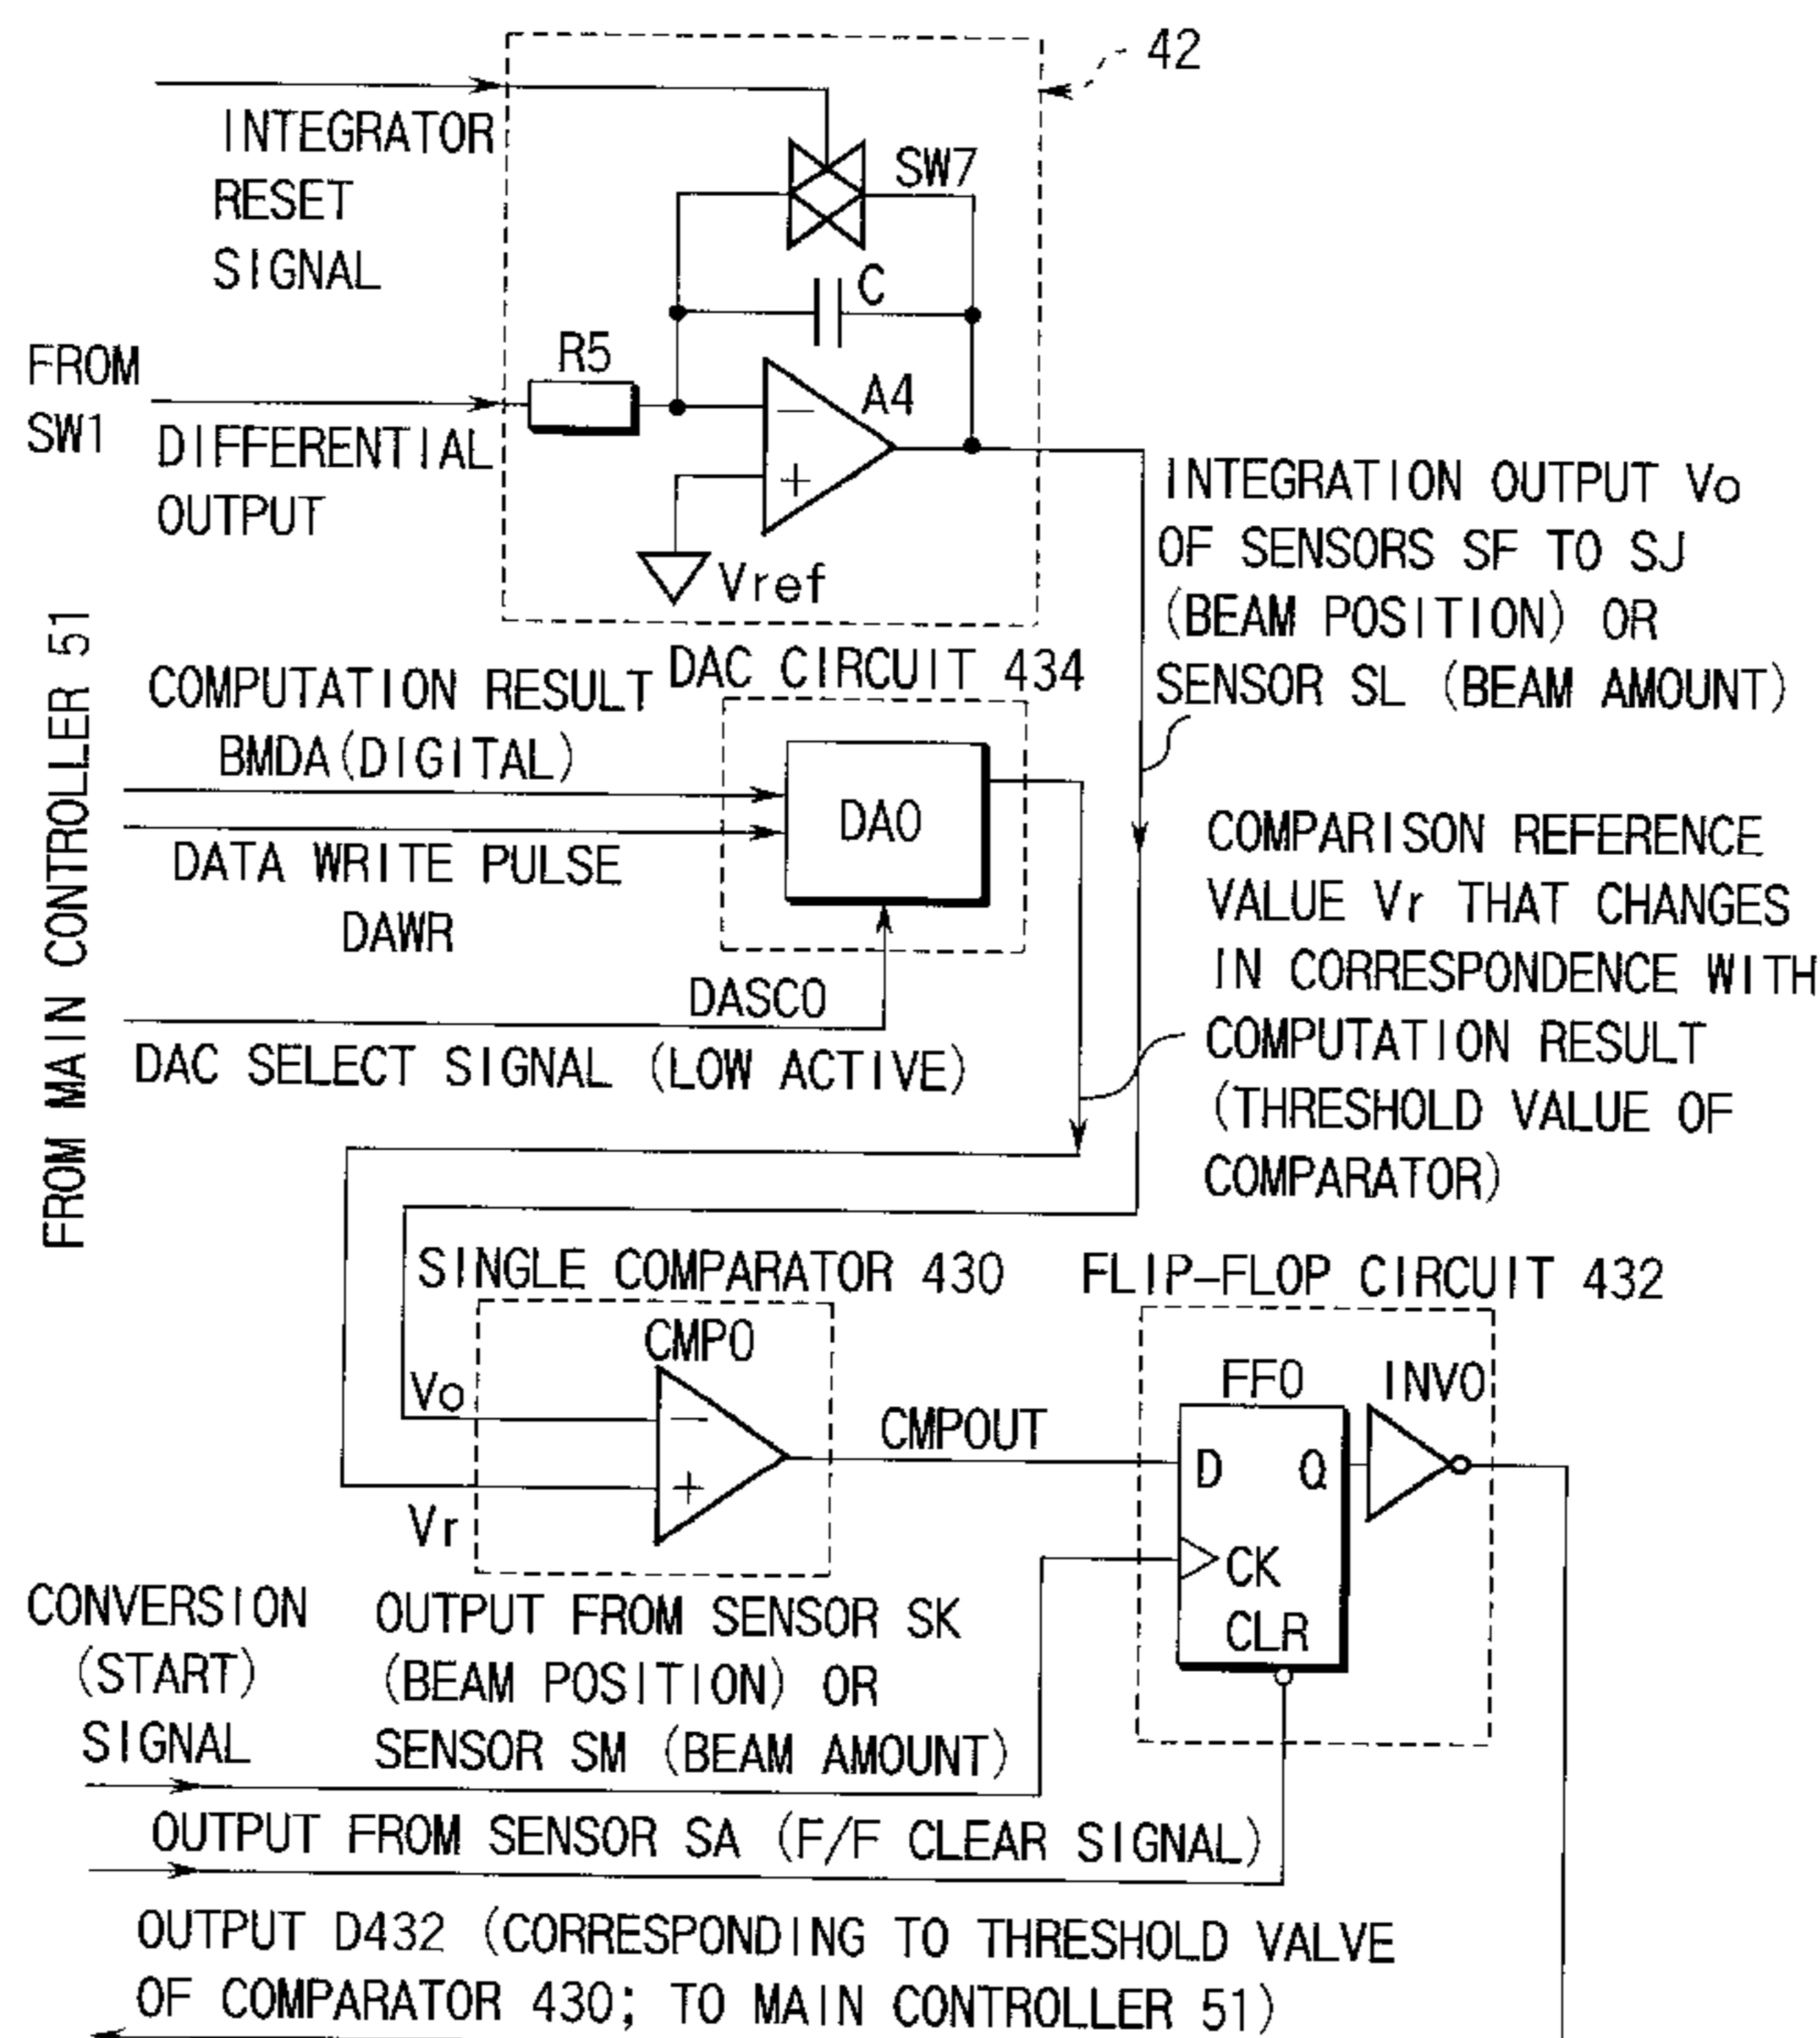 42
INTEGRATOR
RESET
SIGNAL
SW7
C
FROM
SW1
R5
A4
−
+
DIFFERENTIAL
OUTPUT
Vref
INTEGRATION OUTPUT Vo
OF SENSORS SF TO SJ
(BEAM POSITION) OR
SENSOR SL (BEAM AMOUNT)
FROM MAIN CONTROLLER 51
DAC CIRCUIT 434
COMPUTATION RESULT
BMDA(DIGITAL)
DA0
DATA WRITE PULSE
DAWR
DASC0
DAC SELECT SIGNAL (LOW ACTIVE)
COMPARISON REFERENCE
VALUE Vr THAT CHANGES
IN CORRESPONDENCE WITH
COMPUTATION RESULT
(THRESHOLD VALUE OF
COMPARATOR)
SINGLE COMPARATOR 430
CMP0
Vo
−
+
Vr
CMPOUT
FLIP-FLOP CIRCUIT 432
FF0
INV0
D
Q
CK
CLR
CONVERSION
(START)
SIGNAL
OUTPUT FROM SENSOR SK
(BEAM POSITION) OR
SENSOR SM (BEAM AMOUNT)
OUTPUT FROM SENSOR SA (F/F CLEAR SIGNAL)
OUTPUT D432 (CORRESPONDING TO THRESHOLD VALVE
OF COMPARATOR 430; TO MAIN CONTROLLER 51)